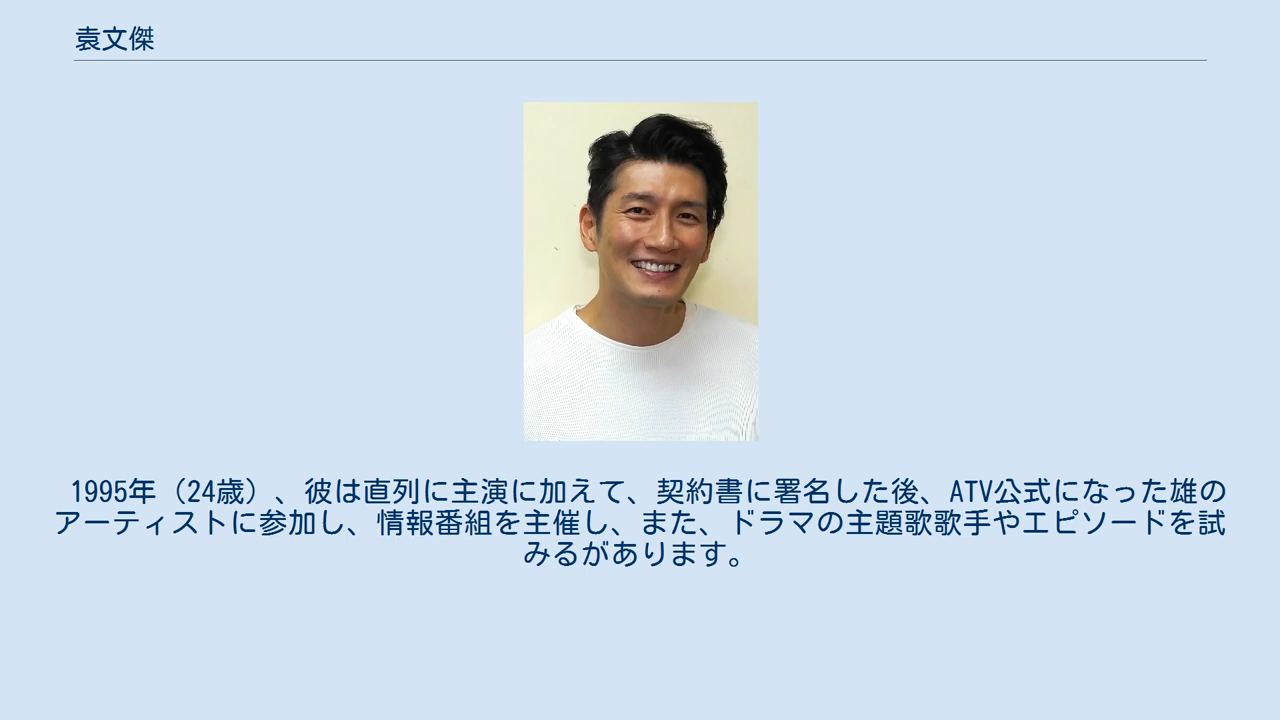 袁文傑
1995年（24歳）、彼は直列に主演に加えて、契約書に署名した後、ATV公式になった雄の
アーティストに参加し、情報番組を主催し、また、ドラマの主題歌歌手やエピソードを試
みるがあります。